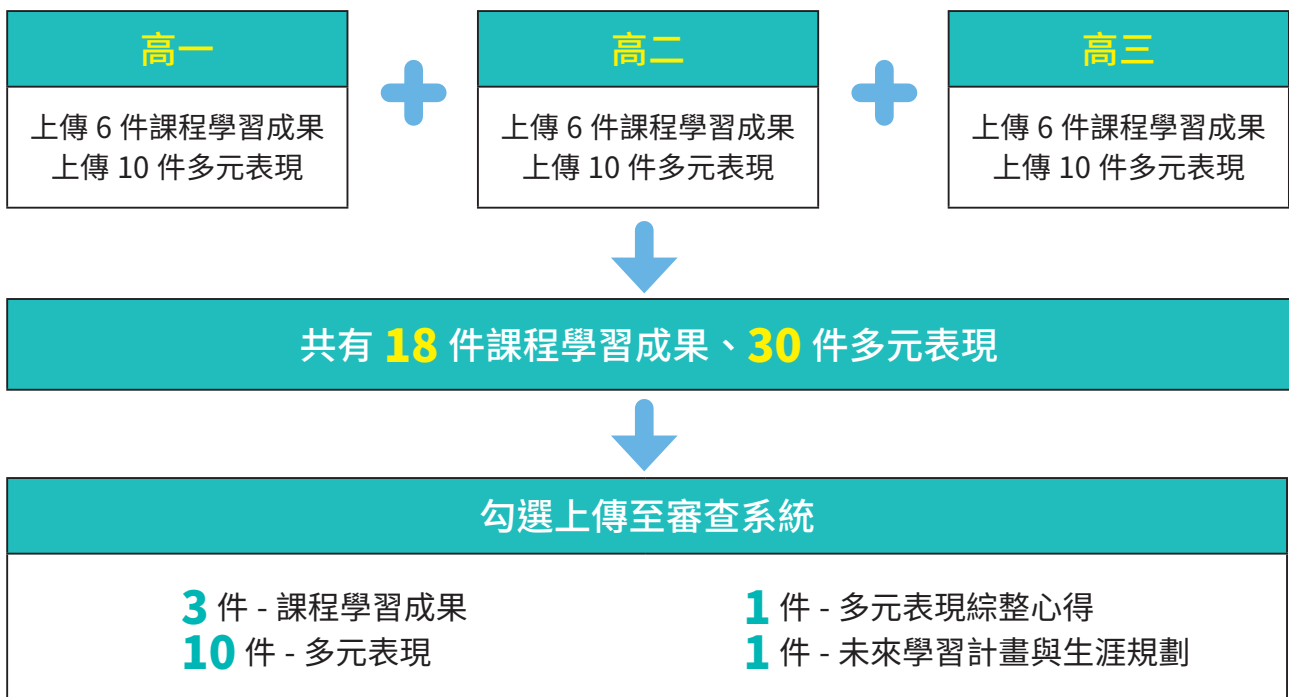 高一
上傳 6 件課程學習成果
上傳 10 件多元表現
高二
上傳 6 件課程學習成果
上傳 10 件多元表現
高三
上傳 6 件課程學習成果
上傳 10 件多元表現
共有 18 件課程學習成果、30 件多元表現
勾選上傳至審查系統
3 件 - 課程學習成果
10 件 - 多元表現
1 件 - 多元表現綜整心得
1 件 - 未來學習計畫與生涯規劃